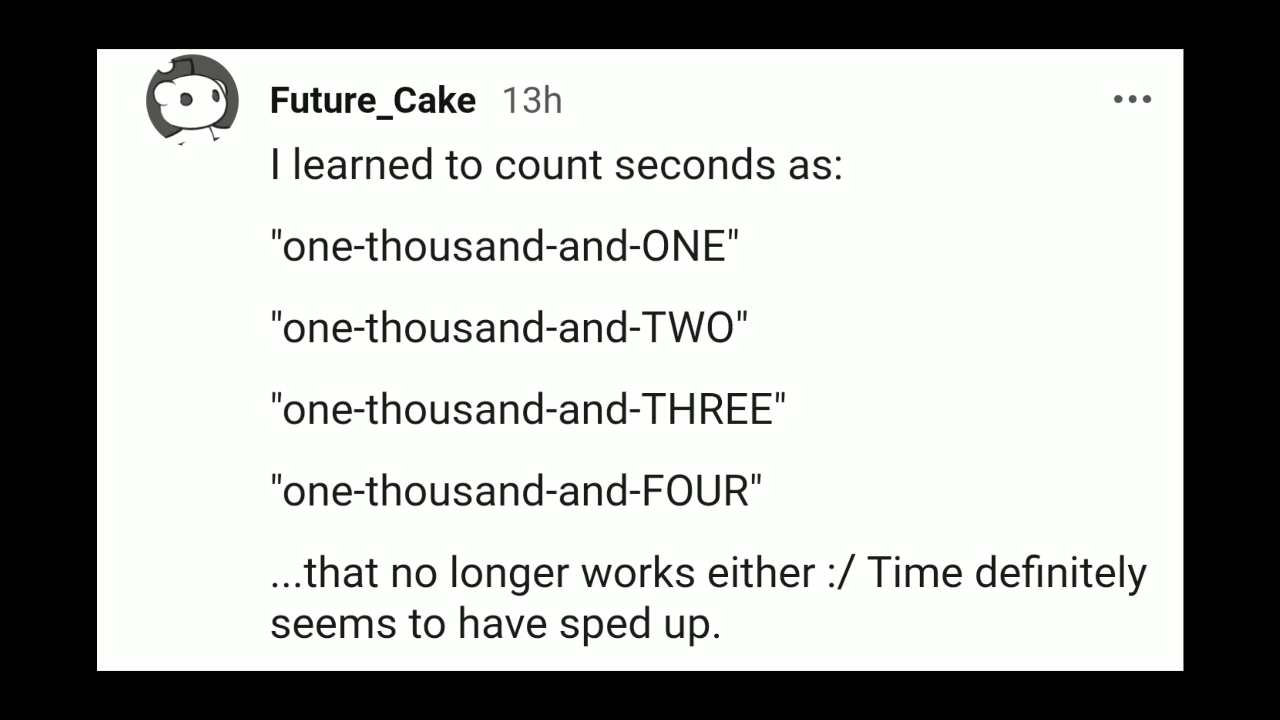 Future_Cake 13h
I learned to count seconds as:
"one-thousand-and-ONE"
"one-thousand-and-TWO"
"one-thousand-and-THREE"
"one-thousand-and-FOUR"
...that no longer works either :/ Time definitely
seems to have sped up.